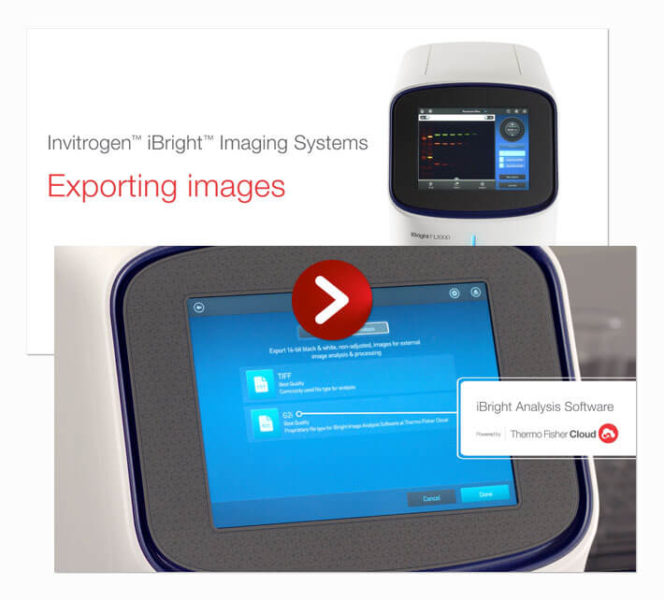 Invitrogen™ iBright™ Imaging Systems
Exporting images
iBright FL1000
Export 16-bit black & white, non-adjusted, images for external
image analysis & processing
TIFF
Best Quality
Commonly used file type for analysis
G2i
Best Quality
Proprietary file type for iBright Image Analysis Software at Thermo Fisher Cloud
iBright Analysis Software
Powered by Thermo Fisher Cloud
Cancel
Done